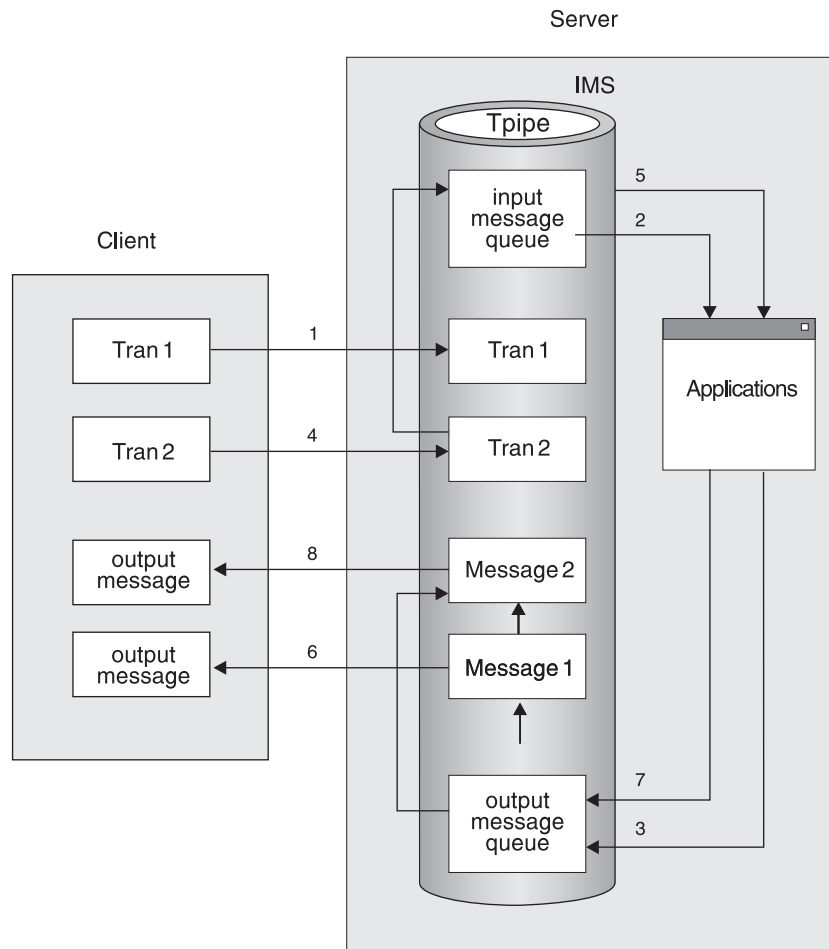 Server
IMS
Tpipe
input
message
queue
5
2
Client
Tran 1
1
Tran 1
Applications
Tran 2
4
Tran 2
output
message
8
Message 2
output
message
6
Message 1
output
message
queue
7
3